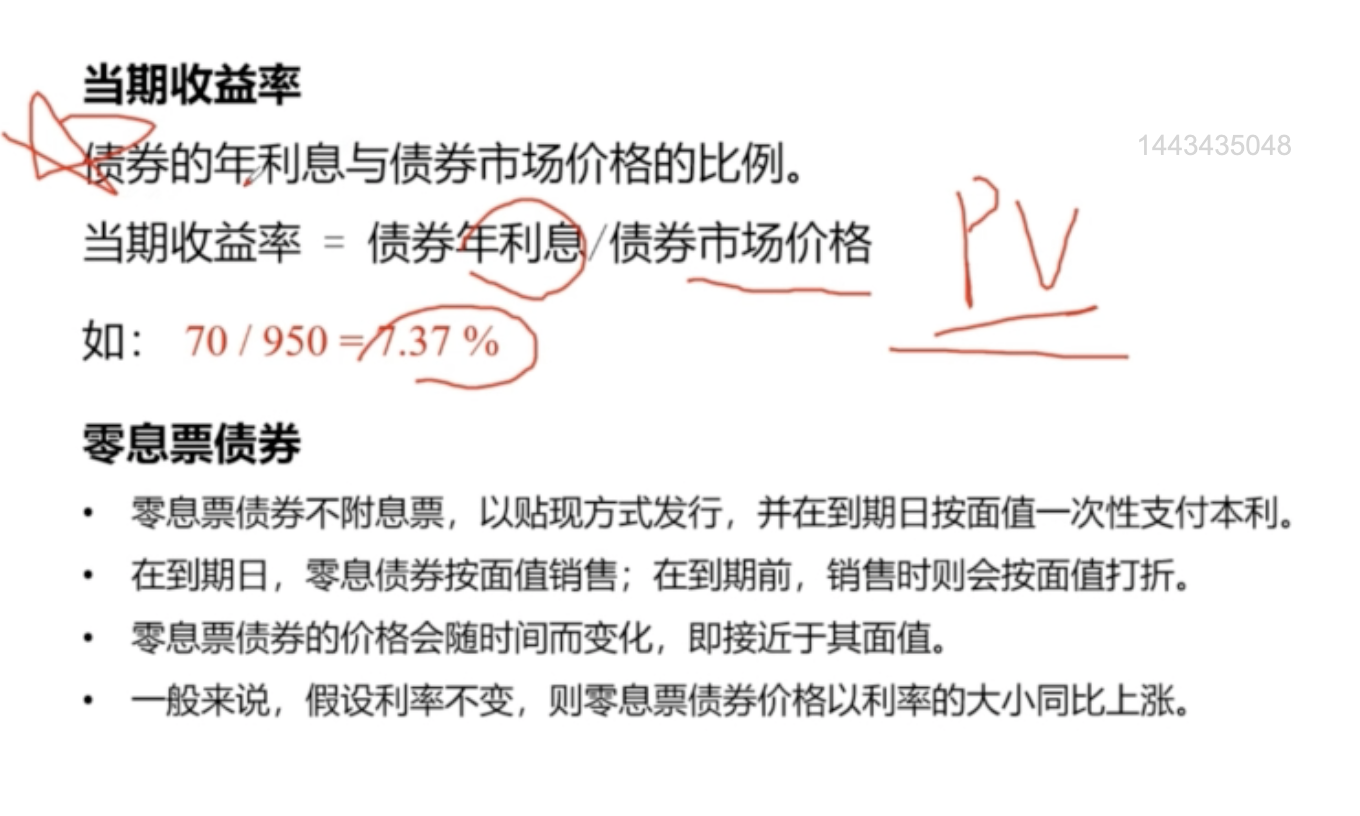 当期收益率
债券的年利息与债券市场价格的比例。
1443435048
当期收益率 = 债券年利息/债券市场价格
PV
如： 70 / 950 = 7.37 %
零息票债券
• 零息票债券不附息票，以贴现方式发行，并在到期日按面值一次性支付本利。
• 在到期日，零息债券按面值销售；在到期前，销售时则会按面值打折。
• 零息票债券的价格会随时间而变化，即接近于其面值。
• 一般来说，假设利率不变，则零息票债券价格以利率的大小同比上涨。